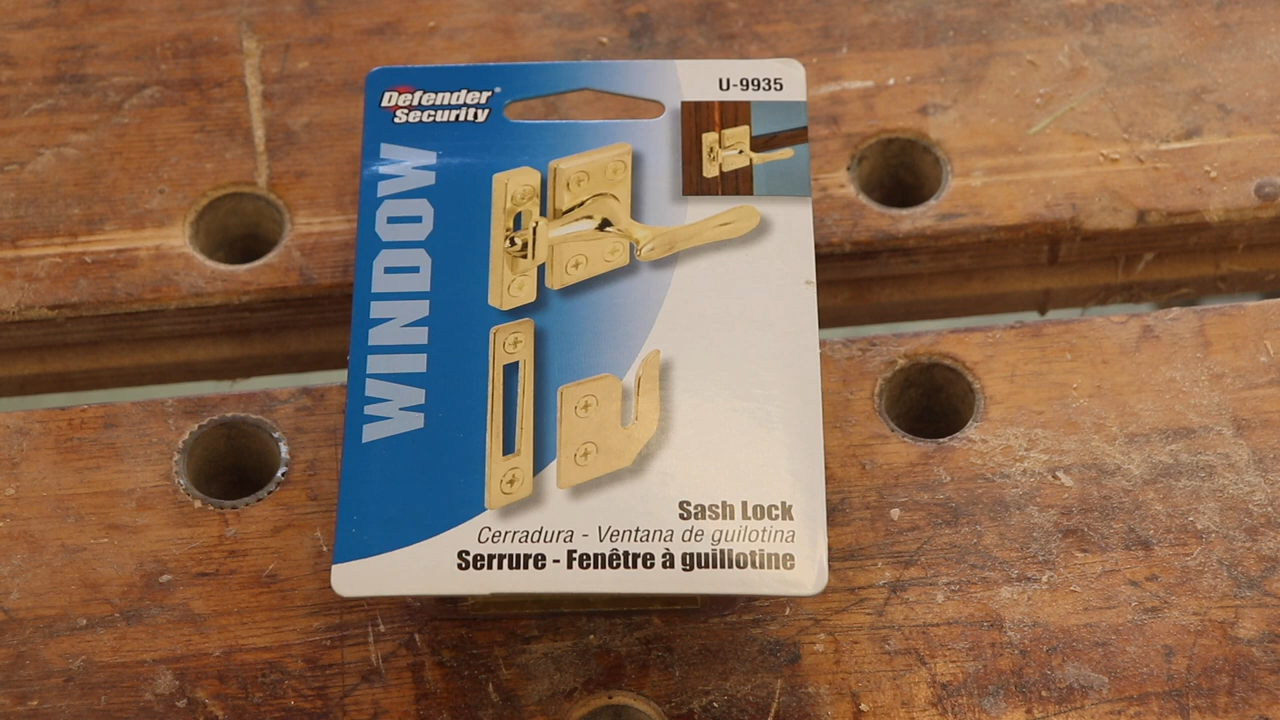 Defender®
Security
U-9935
WINDOW
Sash Lock
Cerradura - Ventana de guilotina
Serrure - Fenêtre à guillotine